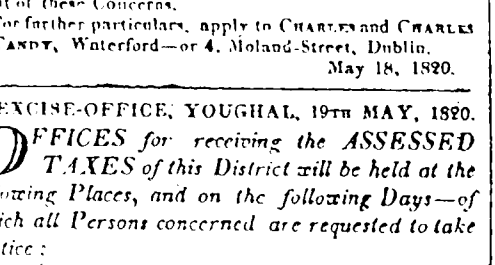 of these Concerns.
For further particulars, apply to CHARLES and CHARLES
TANDY, Waterford—or 4, Moland-Street, Dublin.
May 18, 1820.
EXCISE-OFFICE, YOUGHAL, 19TH MAY, 1820.
OFFICES for receiving the ASSESSED
TAXES of this District will be held at the
owing Places, and on the following Days—of
ich all Persons concerned are requested to take
tice :